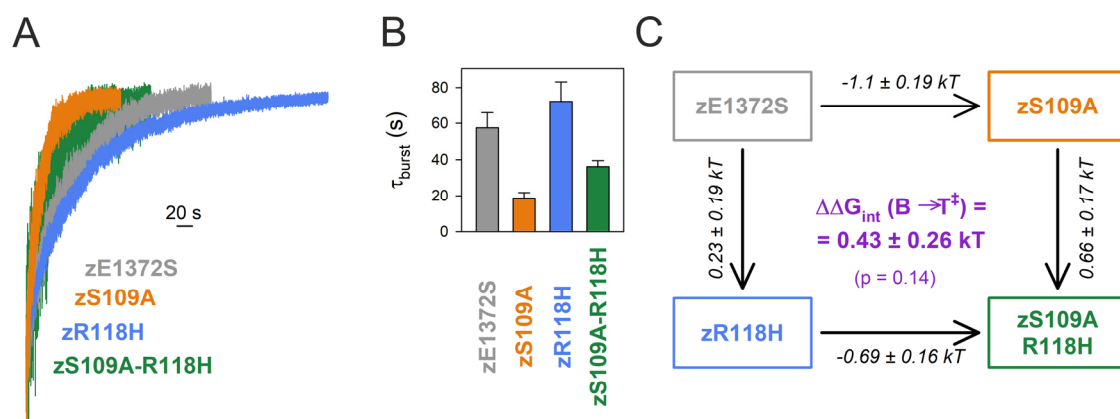 A
20 s
zE1372S
zS109A
zR118H
zS109A-R118H
B
τburst (s)
80
60
40
20
0
zE1372S
zS109A
zR118H
zS109A-R118H
C
zE1372S
-1.1 ± 0.19 kT
zS109A
0.23 ± 0.19 kT
ΔΔGint (B →T‡) =
= 0.43 ± 0.26 kT
(p = 0.14)
0.66 ± 0.17 kT
zR118H
-0.69 ± 0.16 kT
zS109A
R118H